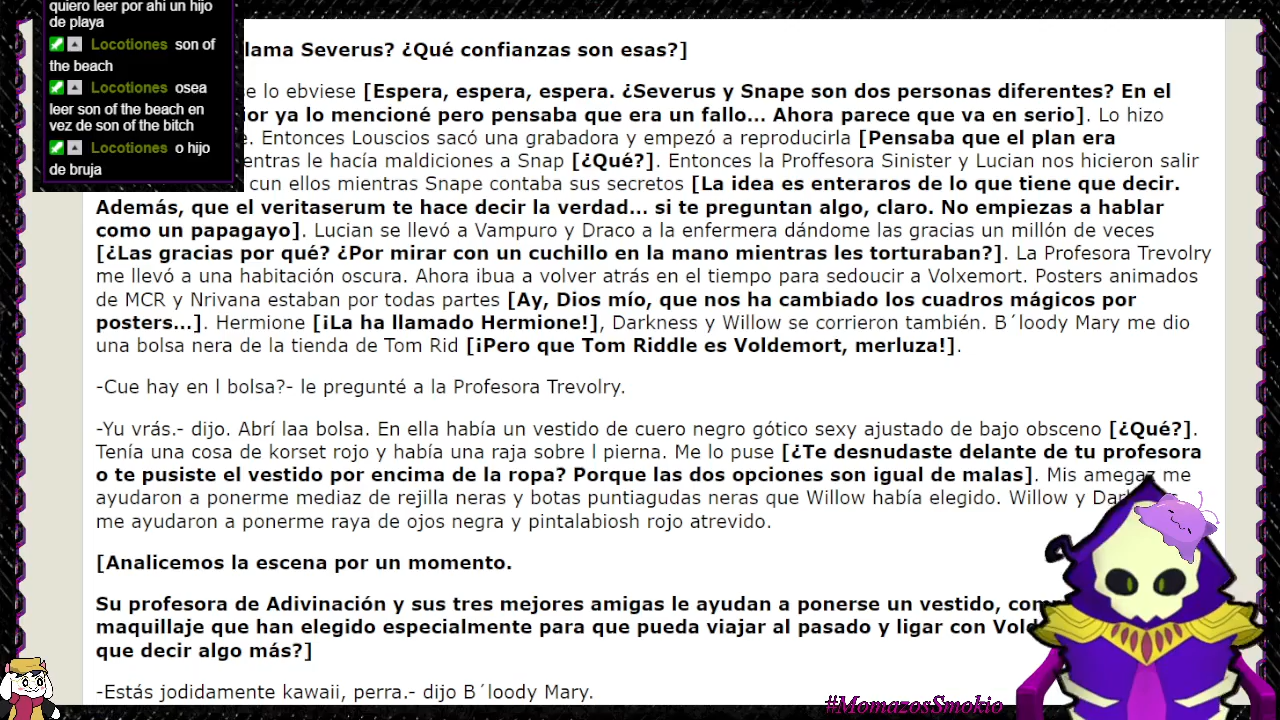 quiero leer por ahi un hijo
de playa
Locotiones son of
the beach
Locotiones osea
leer son of the beach en
vez de son of the bitch
Locotiones o hijo
de bruja
lama Severus? ¿Qué confianzas son esas?]
e lo ebviese [Espera, espera, espera. ¿Severus y Snape son dos personas diferentes? En el
or ya lo mencioné pero pensaba que era un fallo... Ahora parece que va en serio]. Lo hizo
. Entonces Louscios sacó una grabadora y empezó a reproducirla [Pensaba que el plan era
entras le hacía maldiciones a Snap [¿Qué?]. Entonces la Proffesora Sinister y Lucian nos hicieron salir
cun ellos mientras Snape contaba sus secretos [La idea es enteraros de lo que tiene que decir.
Además, que el veritaserum te hace decir la verdad... si te preguntan algo, claro. No empiezas a hablar
como un papagayo]. Lucian se llevó a Vampuro y Draco a la enfermera dándome las gracias un millón de veces
[¿Las gracias por qué? ¿Por mirar con un cuchillo en la mano mientras les torturaban?]. La Profesora Trevolry
me llevó a una habitación oscura. Ahora ibua a volver atrás en el tiempo para sedoucir a Volxemort. Posters animados
de MCR y Nrivana estaban por todas partes [Ay, Dios mío, que nos ha cambiado los cuadros mágicos por
posters...]. Hermione [¡La ha llamado Hermione!], Darkness y Willow se corrieron también. B´loody Mary me dio
una bolsa nera de la tienda de Tom Rid [¡Pero que Tom Riddle es Voldemort, merluza!].
-Cue hay en l bolsa?- le pregunté a la Profesora Trevolry.
-Yu vrás.- dijo. Abrí laa bolsa. En ella había un vestido de cuero negro gótico sexy ajustado de bajo obsceno [¿Qué?].
Tenía una cosa de korset rojo y había una raja sobre l pierna. Me lo puse [¿Te desnudaste delante de tu profesora
o te pusiste el vestido por encima de la ropa? Porque las dos opciones son igual de malas]. Mis amegaz me
ayudaron a ponerme mediaz de rejilla neras y botas puntiagudas neras que Willow había elegido. Willow y Dar
me ayudaron a ponerme raya de ojos negra y pintalabiosh rojo atrevido.
[Analicemos la escena por un momento.
Su profesora de Adivinación y sus tres mejores amigas le ayudan a ponerse un vestido, com
maquillaje que han elegido especialmente para que pueda viajar al pasado y ligar con Vold
que decir algo más?]
-Estás jodidamente kawaii, perra.- dijo B´loody Mary.
#MomazosSmokio